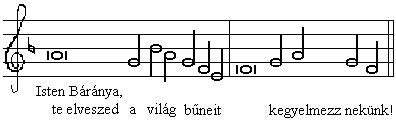 Isten Báránya,
te elveszed a világ bűneit kegyelmezz nekünk!